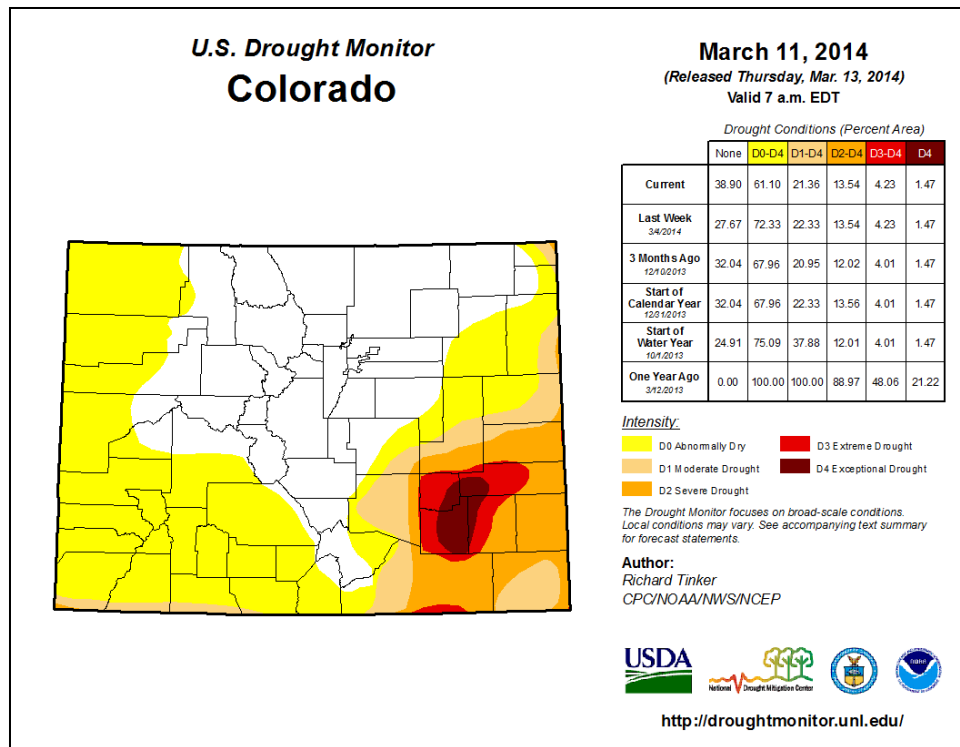 U.S. Drought Monitor
Colorado
March 11, 2014
(Released Thursday, Mar. 13, 2014)
Valid 7 a.m. EDT
Drought Conditions (Percent Area)
None D0-D4 D1-D4 D2-D4 D3-D4 D4
Current 38.90 61.10 21.36 13.54 4.23 1.47
Last Week
3/4/2014 27.67 72.33 22.33 13.54 4.23 1.47
3 Months Ago
12/10/2013 32.04 67.96 20.95 12.02 4.01 1.47
Start of
Calendar Year
12/31/2013 32.04 67.96 22.33 13.56 4.01 1.47
Start of
Water Year
10/1/2013 24.91 75.09 37.88 12.01 4.01 1.47
One Year Ago
3/12/2013 0.00 100.00 100.00 88.97 48.06 21.22
Intensity:
D0 Abnormally Dry
D1 Moderate Drought
D2 Severe Drought
D3 Extreme Drought
D4 Exceptional Drought
The Drought Monitor focuses on broad-scale conditions.
Local conditions may vary. See accompanying text summary
for forecast statements.
Author:
Richard Tinker
CPC/NOAA/NWS/NCEP
USDA
National Drought Mitigation Center
http://droughtmonitor.unl.edu/